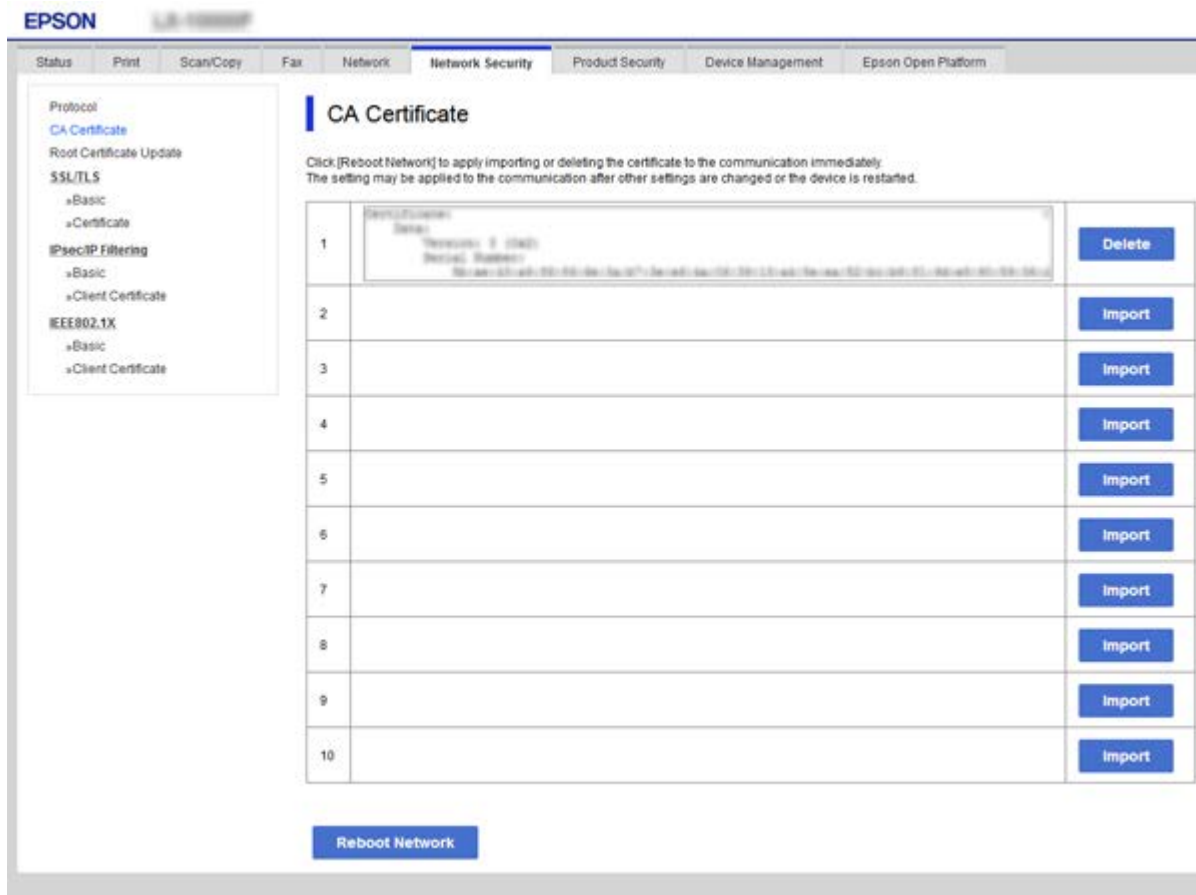 EPSON
Status Print Scan/Copy Fax Network Network Security Product Security Device Management Epson Open Platform
Protocol
CA Certificate
Root Certificate Update
SSL/TLS
»Basic
»Certificate
IPsec/IP Filtering
»Basic
»Client Certificate
IEEE802.1X
»Basic
»Client Certificate
CA Certificate
Click [Reboot Network] to apply importing or deleting the certificate to the communication immediately.
The setting may be applied to the communication after other settings are changed or the device is restarted.
1 Delete
2 Import
3 Import
4 Import
5 Import
6 Import
7 Import
8 Import
9 Import
10 Import
Reboot Network